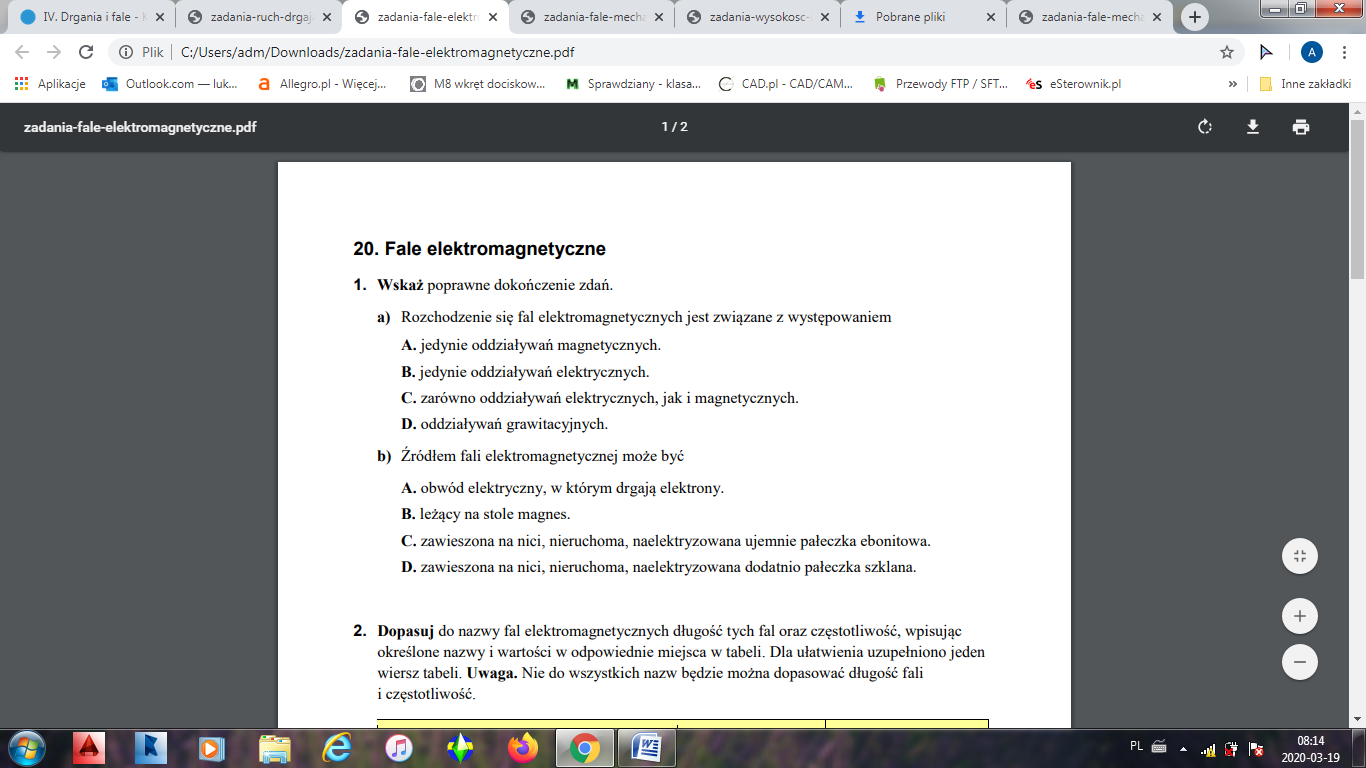 IV. Drgania i fale - K
zadania-ruch-drgaj
zadania-fale-elektr
zadania-fale-mecha
zadania-wysokosc-
Pobrane pliki
zadania-fale-mecha
Plik C:/Users/adm/Downloads/zadania-fale-elektromagnetyczne.pdf
A
Aplikacje
Outlook.com — luk...
Allegro.pl - Więcej...
M8 wkręt dociskow...
Sprawdziany - klasa...
CAD.pl - CAD/CAM...
Przewody FTP / SFT...
eSterownik.pl
»
Inne zakładki
zadania-fale-elektromagnetyczne.pdf
1 / 2
20. Fale elektromagnetyczne
1. Wskaż poprawne dokończenie zdań.
a) Rozchodzenie się fal elektromagnetycznych jest związane z występowaniem
A. jedynie oddziaływań magnetycznych.
B. jedynie oddziaływań elektrycznych.
C. zarówno oddziaływań elektrycznych, jak i magnetycznych.
D. oddziaływań grawitacyjnych.
b) Źródłem fali elektromagnetycznej może być
A. obwód elektryczny, w którym drgają elektrony.
B. leżący na stole magnes.
C. zawieszona na nici, nieruchoma, naelektryzowana ujemnie pałeczka ebonitowa.
D. zawieszona na nici, nieruchoma, naelektryzowana dodatnio pałeczka szklana.
2. Dopasuj do nazwy fal elektromagnetycznych długość tych fal oraz częstotliwość, wpisując
określone nazwy i wartości w odpowiednie miejsca w tabeli. Dla ułatwienia uzupełniono jeden
wiersz tabeli. Uwaga. Nie do wszystkich nazw będzie można dopasować długość fali
i częstotliwość.
PL
08:14
2020-03-19